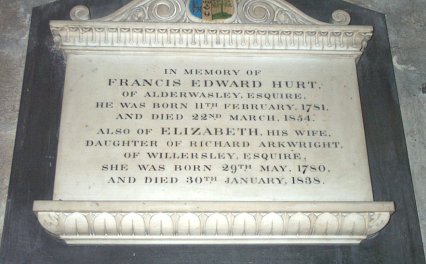 IN MEMORY OF
FRANCIS EDWARD HURT,
OF ALDERWASLEY, ESQUIRE.
HE WAS BORN 11TH FEBRUARY, 1781,
AND DIED 22ND MARCH, 1854.
ALSO OF ELIZABETH, HIS WIFE,
DAUGHTER OF RICHARD ARKWRIGHT,
OF WILLERSLEY, ESQUIRE,
SHE WAS BORN 29TH MAY, 1780,
AND DIED 30TH JANUARY, 1838.